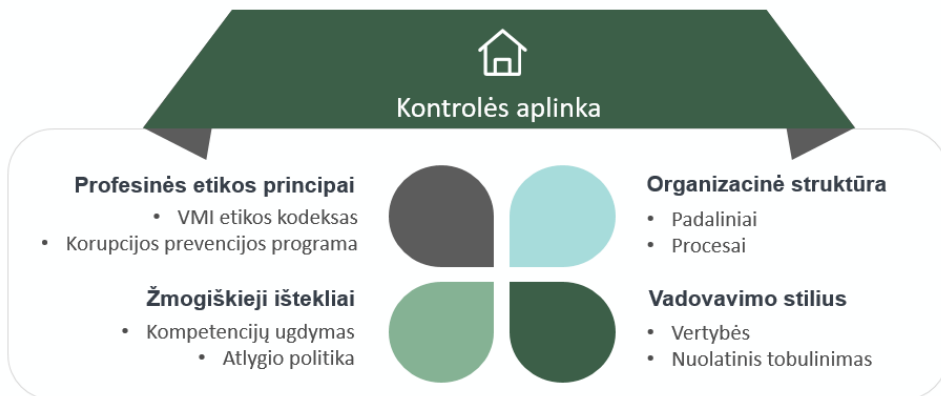 Kontrolės aplinka
Profesinės etikos principai
• VMI etikos kodeksas
• Korupcijos prevencijos programa
Organizacinė struktūra
• Padaliniai
• Procesai
Žmogiškieji ištekliai
• Kompetencijų ugdymas
• Atlygio politika
Vadovavimo stilius
• Vertybės
• Nuolatinis tobulinimas